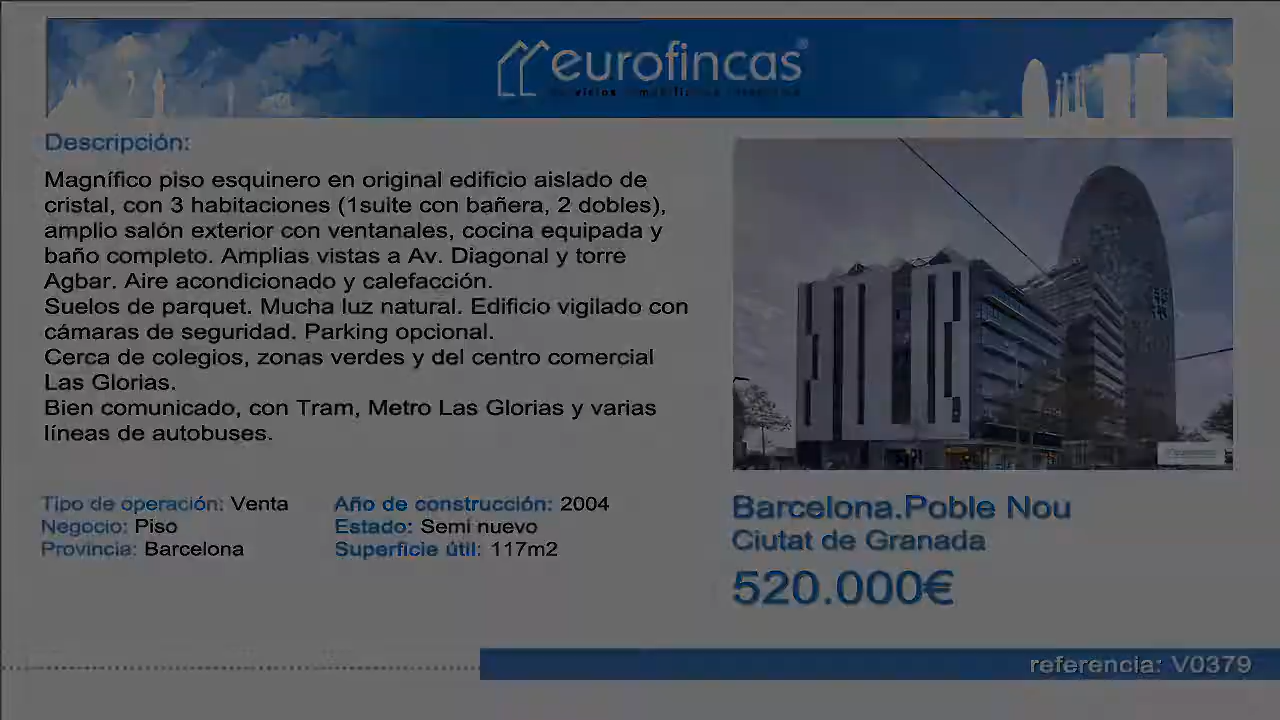 eurofincas®
Descripción:
Magnífico piso esquinero en original edificio aislado de
cristal, con 3 habitaciones (1suite con bañera, 2 dobles),
amplio salón exterior con ventanales, cocina equipada y
baño completo. Amplias vistas a Av. Diagonal y torre
Agbar. Aire acondicionado y calefacción.
Suelos de parquet. Mucha luz natural. Edificio vigilado con
cámaras de seguridad. Parking opcional.
Cerca de colegios, zonas verdes y del centro comercial
Las Glorias.
Bien comunicado, con Tram, Metro Las Glorias y varias
líneas de autobuses.
Tipo de operación: Venta
Negocio: Piso
Provincia: Barcelona
Año de construcción: 2004
Estado: Semi nuevo
Superficie útil: 117m2
Barcelona.Poble Nou
Ciutat de Granada
520.000€
referencia: V0379